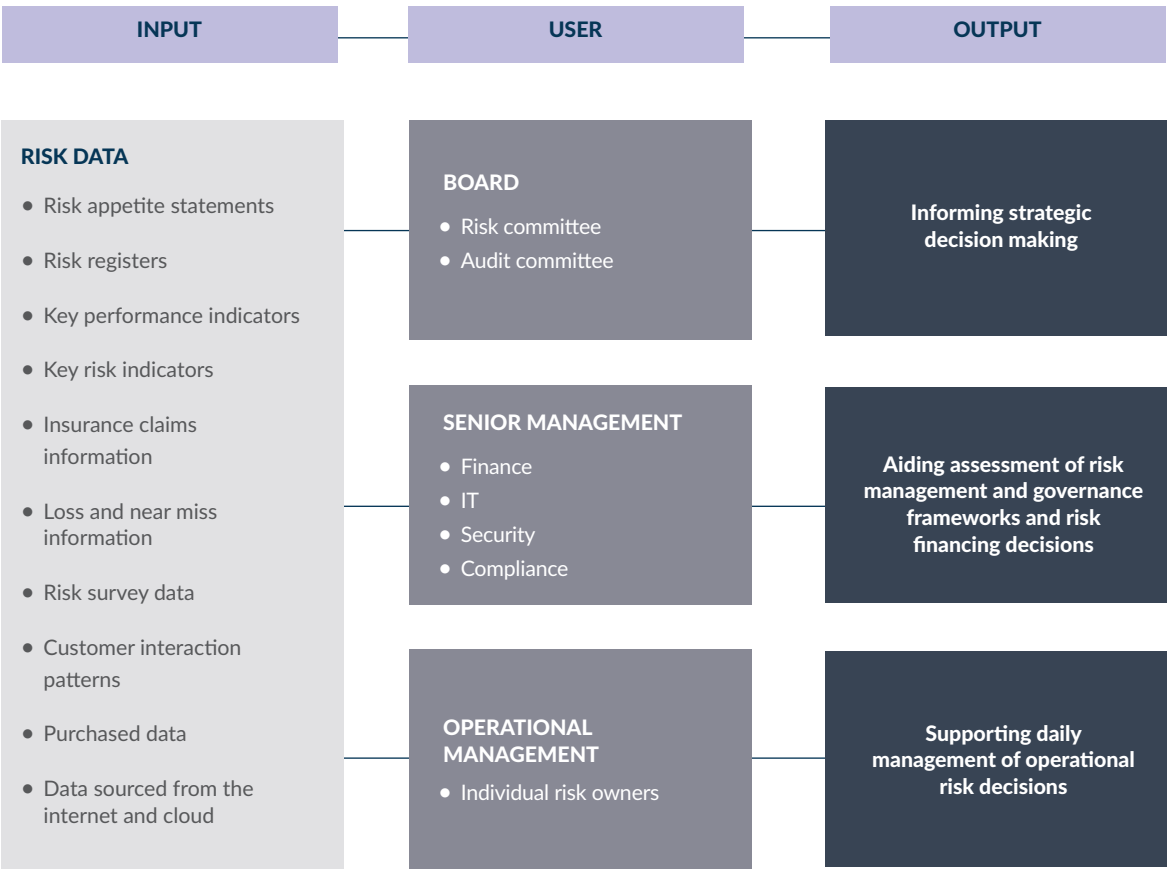 INPUT
USER
OUTPUT
RISK DATA
• Risk appetite statements
• Risk registers
• Key performance indicators
• Key risk indicators
• Insurance claims
information
• Loss and near miss
information
• Risk survey data
• Customer interaction
patterns
• Purchased data
• Data sourced from the
internet and cloud
BOARD
• Risk committee
• Audit committee
Informing strategic
decision making
SENIOR MANAGEMENT
• Finance
• IT
• Security
• Compliance
Aiding assessment of risk
management and governance
frameworks and risk
financing decisions
OPERATIONAL
MANAGEMENT
• Individual risk owners
Supporting daily
management of operational
risk decisions